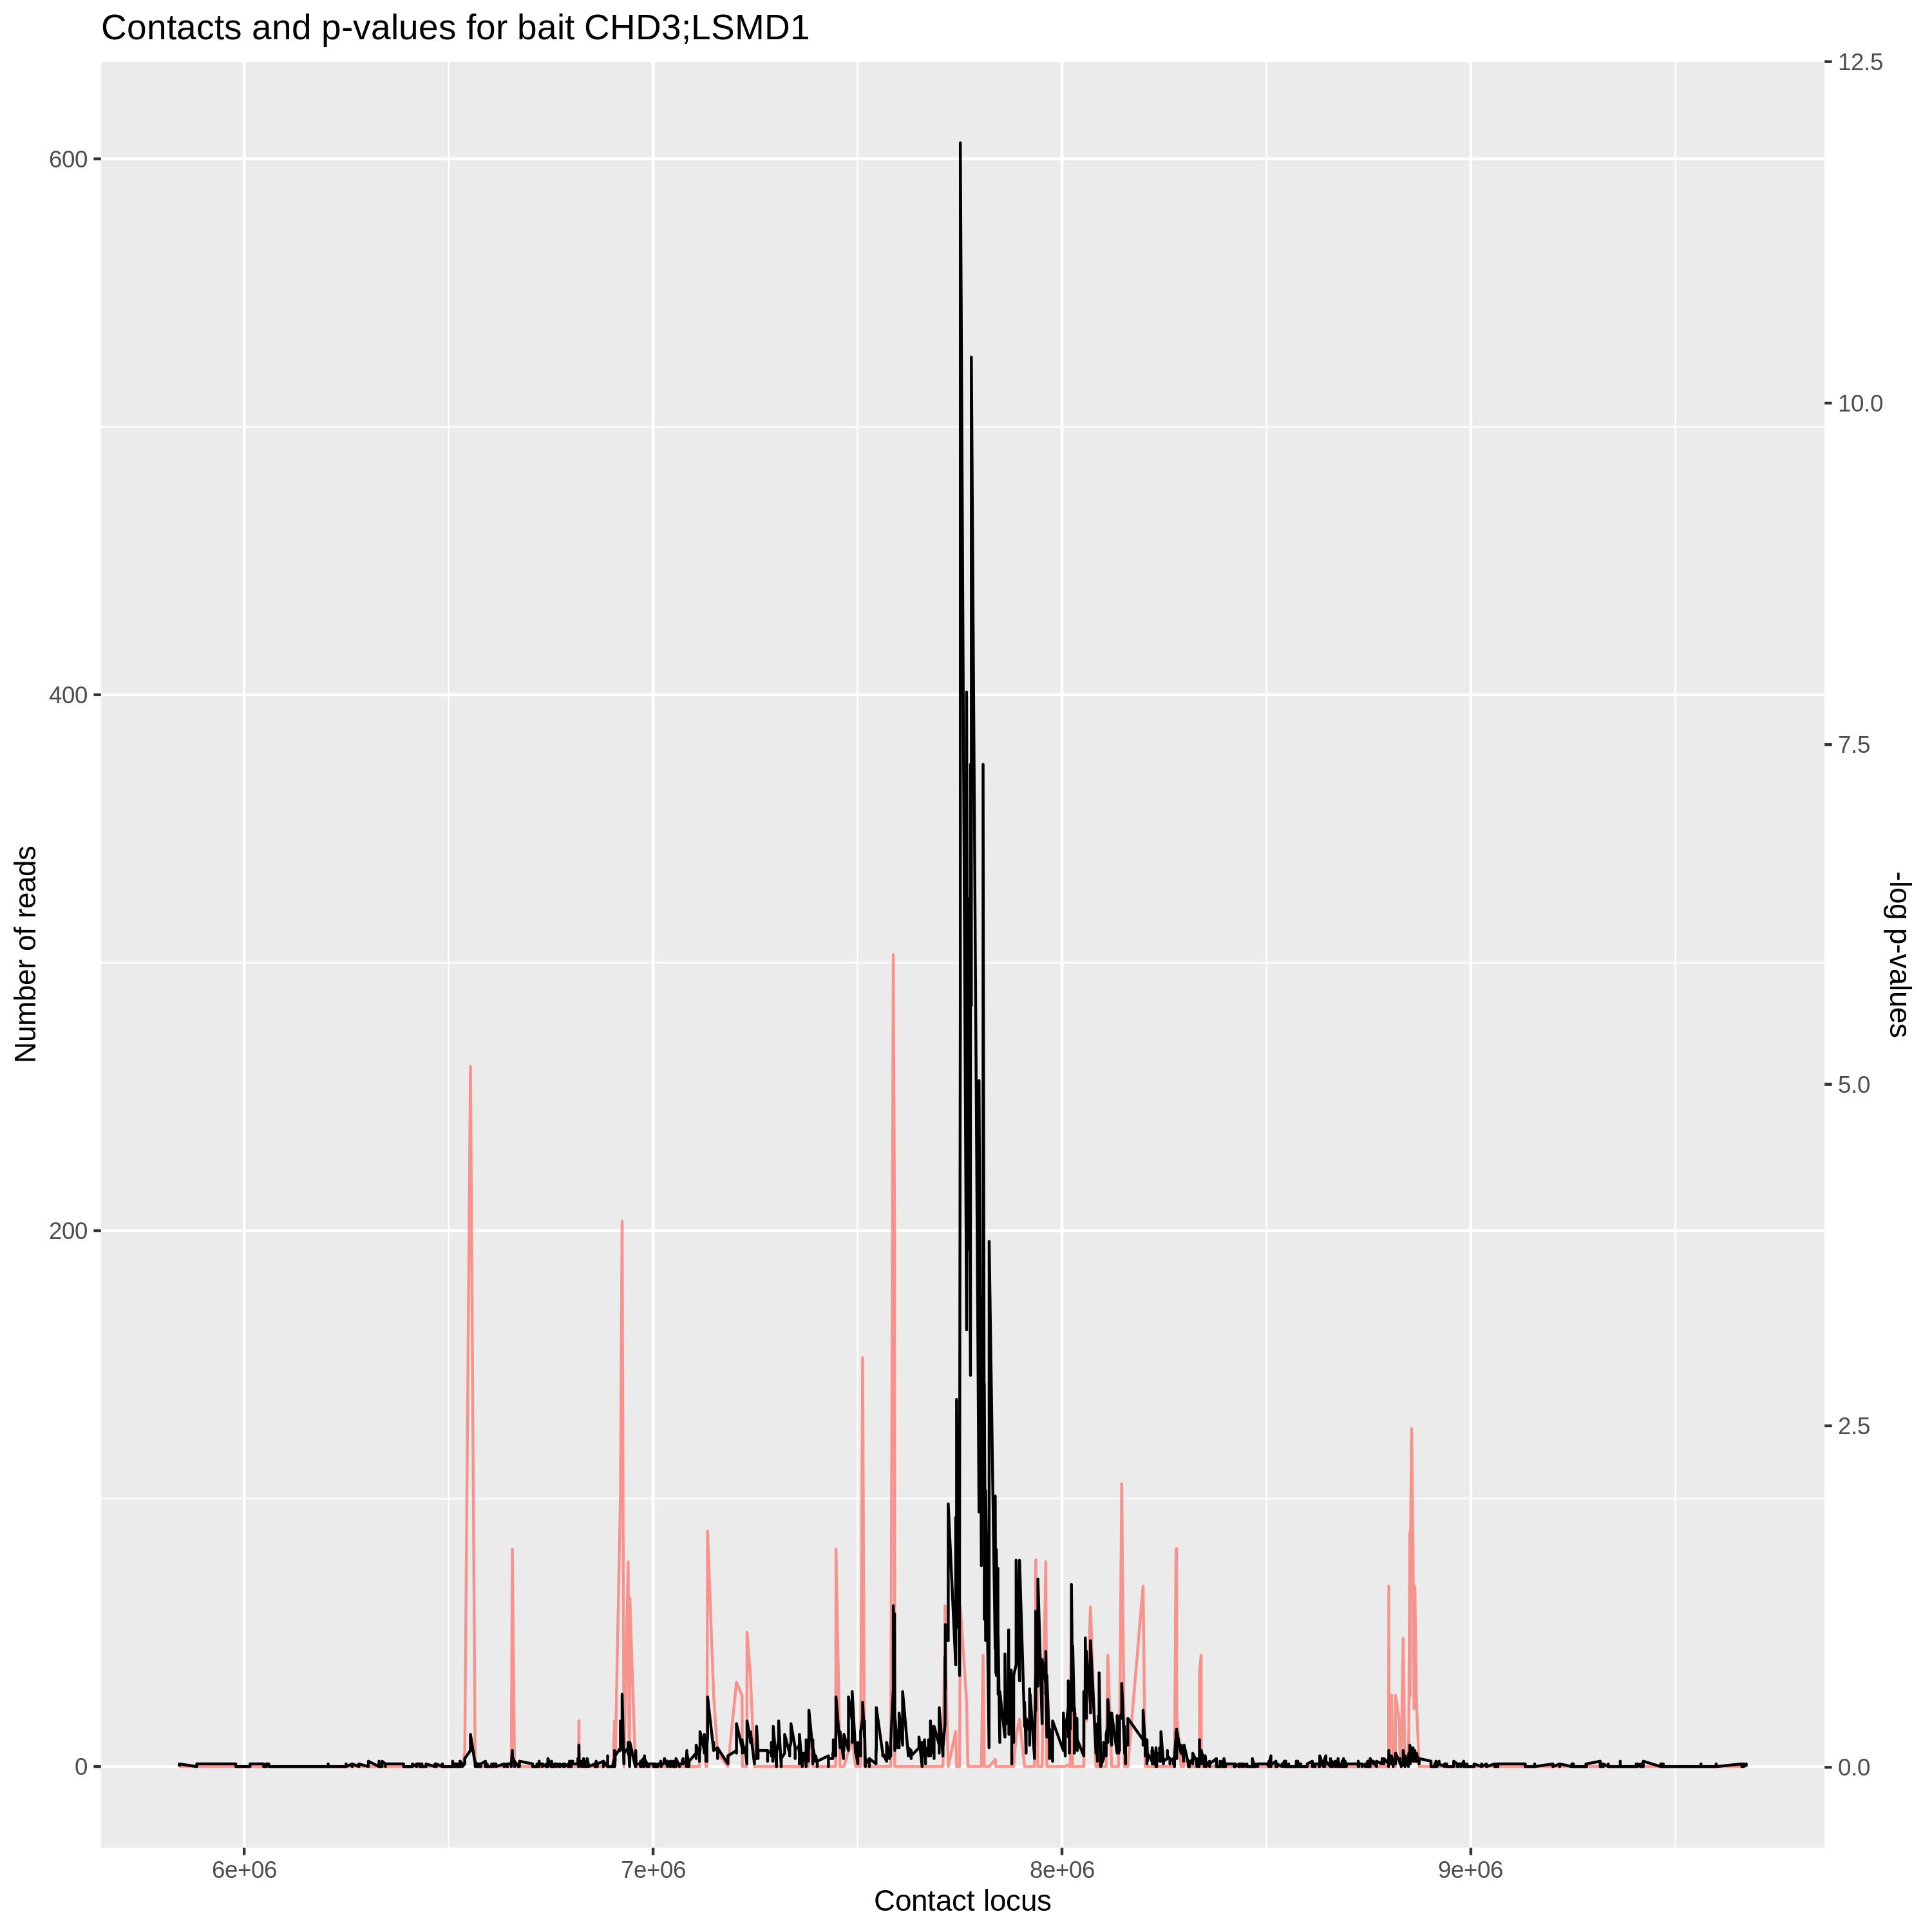 Contacts and p-values for bait CHD3;LSMD1
12.5
600
10.0
400
7.5
Number of reads
-log p-values
5.0
200
2.5
0
0.0
6e+06 7e+06 8e+06 9e+06
Contact locus